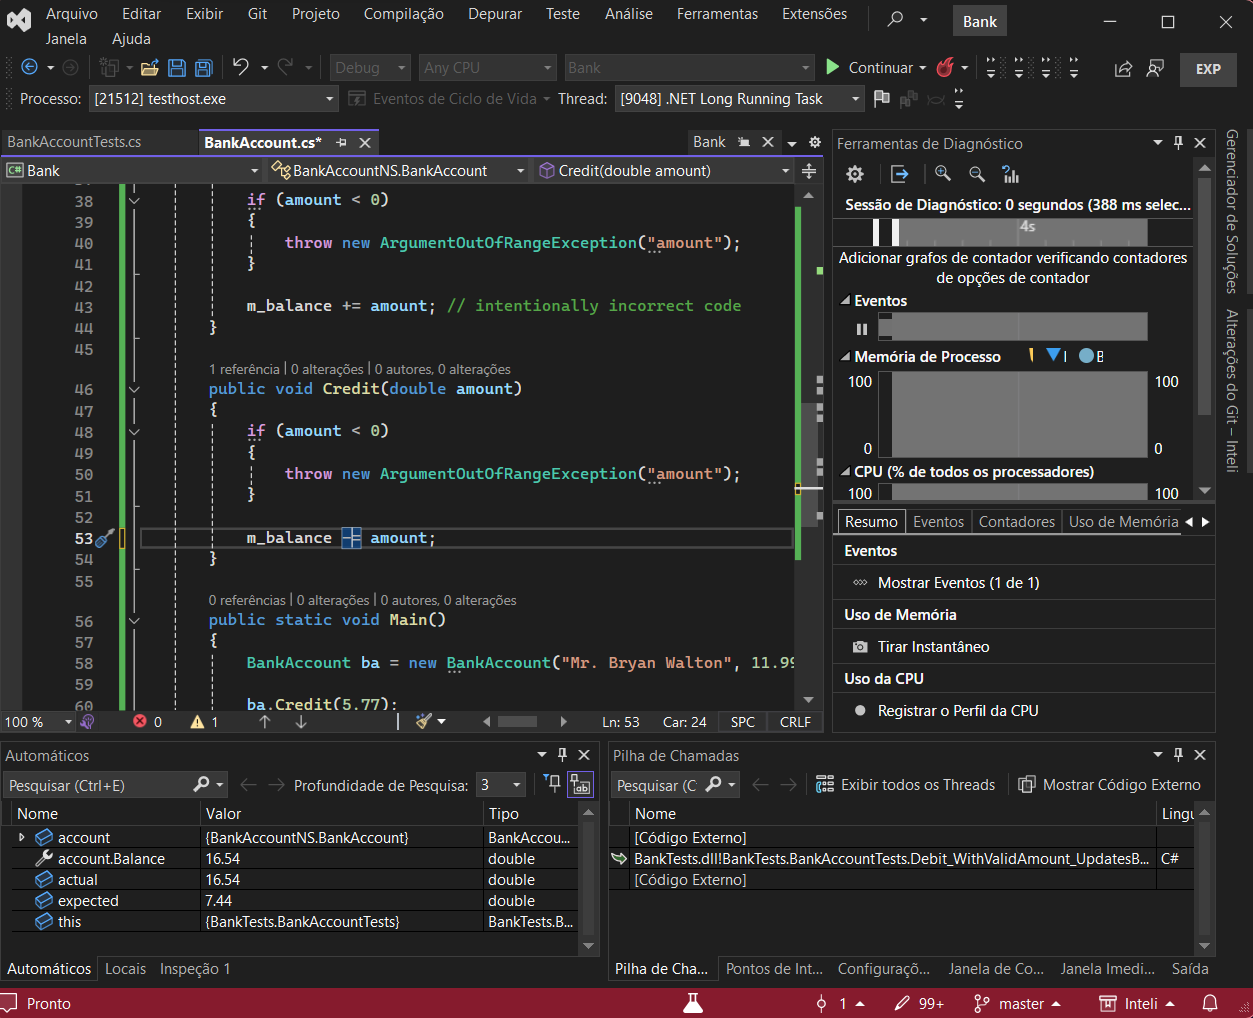 Arquivo Editar Exibir Git Projeto Compilação Depurar Teste Análise Ferramentas Extensões
Janela Ajuda
Bank
Debug Any CPU Bank Continuar EXP
Processo: [21512] testhost.exe Eventos de Ciclo de Vida Thread: [9048] .NET Long Running Task
BankAccountTests.cs BankAccount.cs* Bank
Bank BankAccountNS.BankAccount Credit(double amount)
38 if (amount < 0)
39 {
40 throw new ArgumentOutOfRangeException("amount");
41 }
42
43 m_balance += amount; // intentionally incorrect code
44 }
45
1 referência | 0 alterações | 0 autores, 0 alterações
46 public void Credit(double amount)
47 {
48 if (amount < 0)
49 {
50 throw new ArgumentOutOfRangeException("amount");
51 }
52
53 m_balance -= amount;
54 }
55
0 referências | 0 alterações | 0 autores, 0 alterações
56 public static void Main()
57 {
58 BankAccount ba = new BankAccount("Mr. Bryan Walton", 11.99
59
60 ba.Credit(5.77);
100 % 0 1 Ln: 53 Car: 24 SPC CRLF
Ferramentas de Diagnóstico
Sessão de Diagnóstico: 0 segundos (388 ms selec...
4s
Adicionar grafos de contador verificando contadores
de opções de contador
Eventos
Memória de Processo
100 100
0 0
CPU (% de todos os processadores)
100 100
Resumo Eventos Contadores Uso de Memória
Eventos
Mostrar Eventos (1 de 1)
Uso de Memória
Tirar Instantâneo
Uso da CPU
Registrar o Perfil da CPU
Gerenciador de Soluções
Alterações do Git – Inteli
Automáticos
Pesquisar (Ctrl+E) Profundidade de Pesquisa: 3
Nome Valor Tipo
account {BankAccountNS.BankAccount} BankAccou...
account.Balance 16.54 double
actual 16.54 double
expected 7.44 double
this {BankTests.BankAccountTests} BankTests.B...
Automáticos Locais Inspeção 1
Pilha de Chamadas
Pesquisar (C Exibir todos os Threads Mostrar Código Externo
Nome Lingu
[Código Externo]
BankTests.dll!BankTests.BankAccountTests.Debit_WithValidAmount_UpdatesB... C#
[Código Externo]
Pilha de Cha... Pontos de Int... Configuraçõ... Janela de Co... Janela Imedi... Saída
Pronto 1 99+ master Inteli